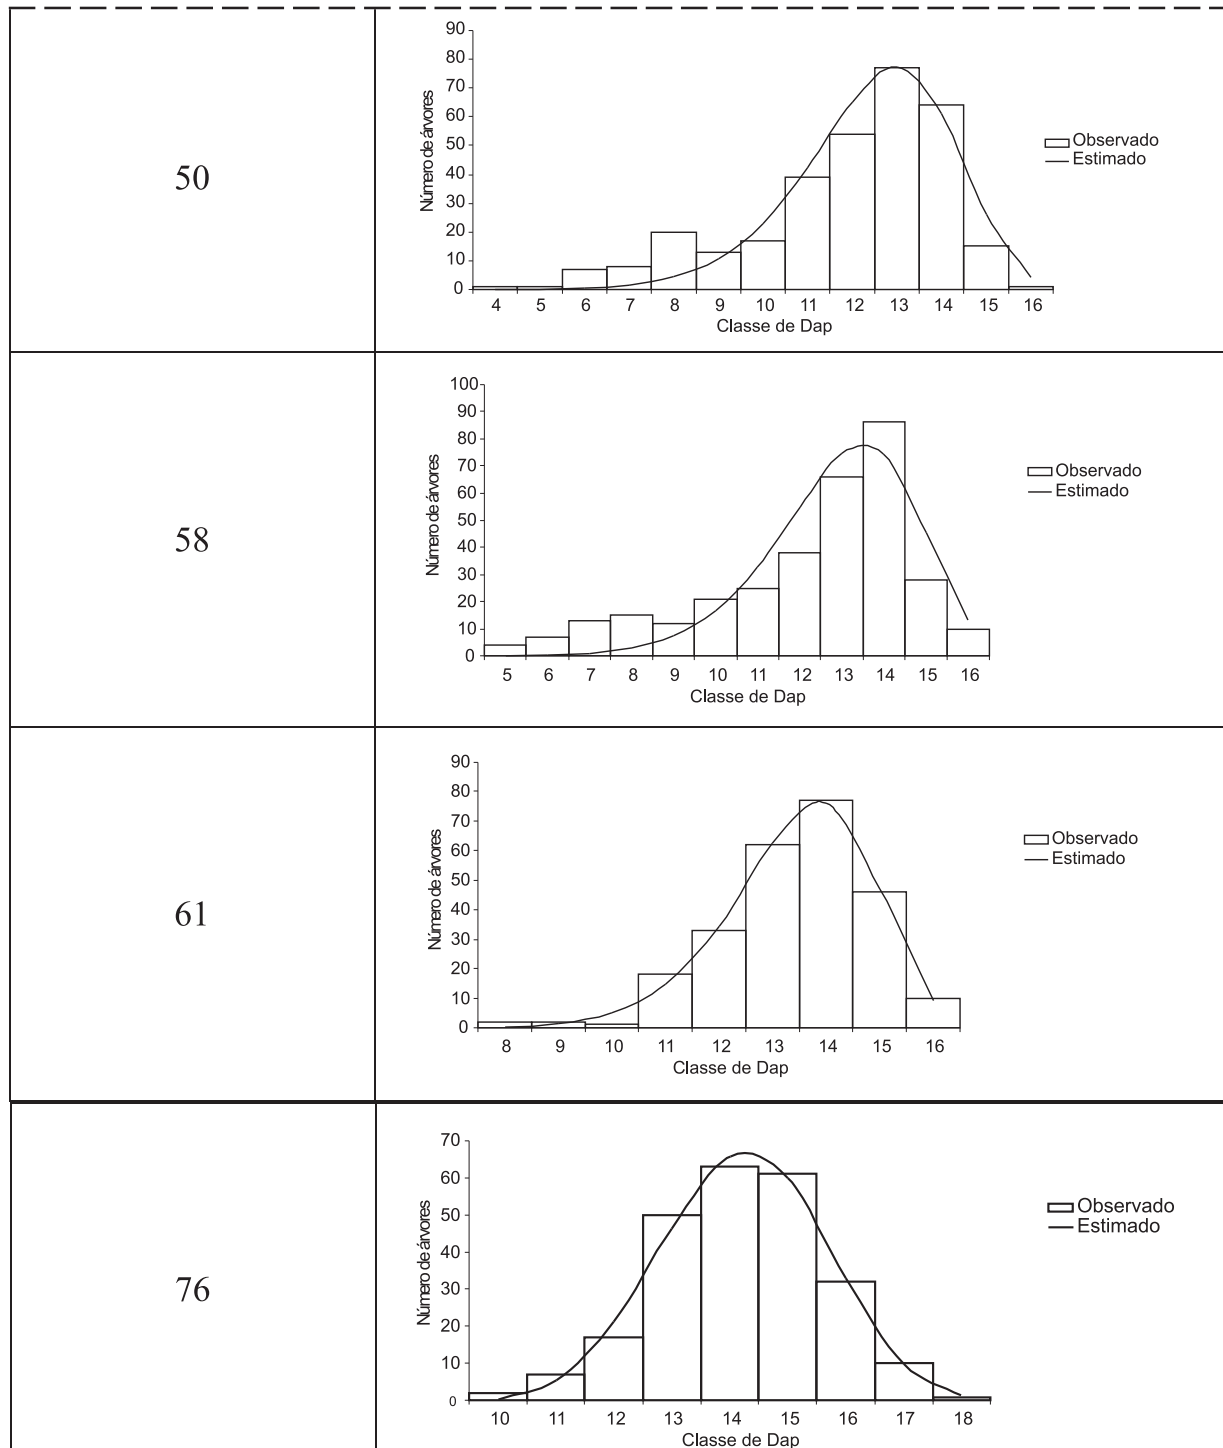 50
90
80
70
60
50
40
30
20
10
0
Número de árvores
4 5 6 7 8 9 10 11 12 13 14 15 16
Classe de Dap
Observado
Estimado
58
100
90
80
70
60
50
40
30
20
10
0
Número de árvores
5 6 7 8 9 10 11 12 13 14 15 16
Classe de Dap
Observado
Estimado
61
90
80
70
60
50
40
30
20
10
0
Número de árvores
8 9 10 11 12 13 14 15 16
Classe de Dap
Observado
Estimado
76
70
60
50
40
30
20
10
0
Número de árvores
10 11 12 13 14 15 16 17 18
Classe de Dap
Observado
Estimado